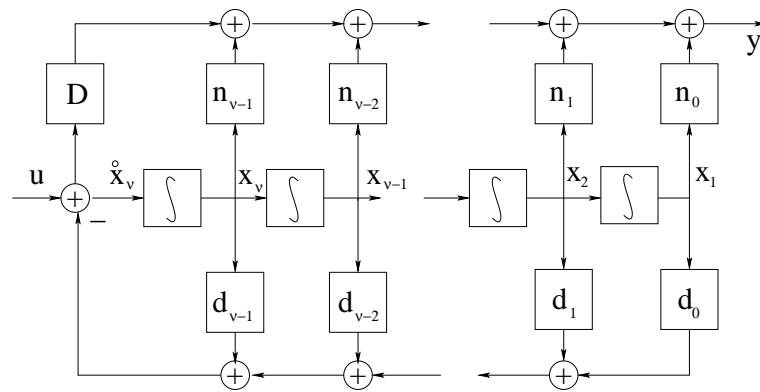 + + + +
y
D n_{ν−1} n_{ν−2} n_1 n_0
u + − x̊_ν ∫ x_ν ∫ x_{ν−1} ∫ x_2 ∫ x_1
d_{ν−1} d_{ν−2} d_1 d_0
+ + +